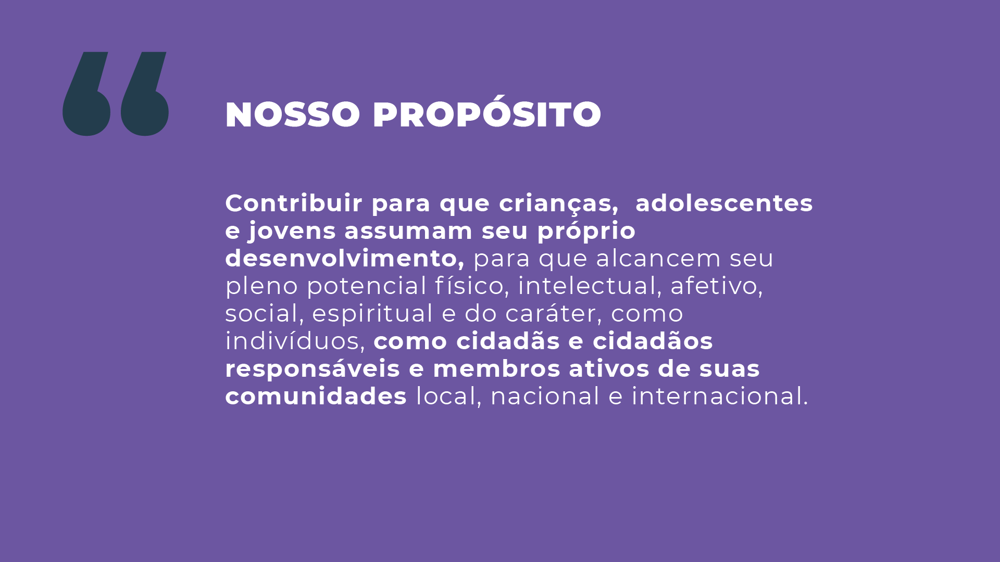 “
NOSSO PROPÓSITO
Contribuir para que crianças,  adolescentes
e jovens assumam seu próprio
desenvolvimento, para que alcancem seu
pleno potencial físico, intelectual, afetivo,
social, espiritual e do caráter, como
indivíduos, como cidadãs e cidadãos
responsáveis e membros ativos de suas
comunidades local, nacional e internacional.